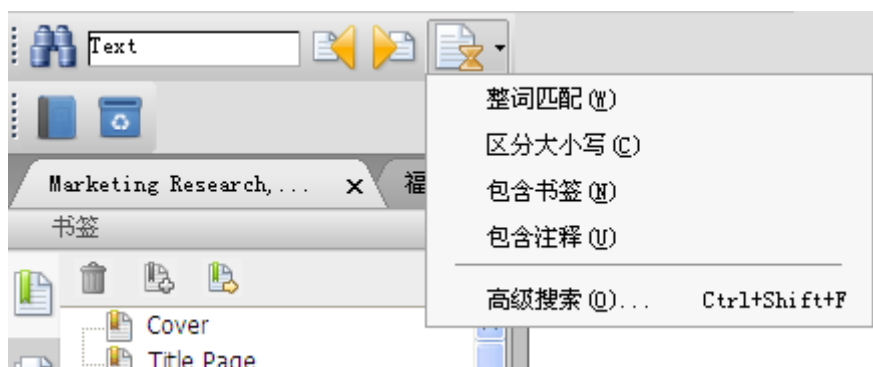 Text
整词匹配(W)
区分大小写(C)
Marketing Research,... X 福
包含书签(N)
书签
包含注释(U)
高级搜索(O)... Ctrl+Shift+F
Cover
Title Page